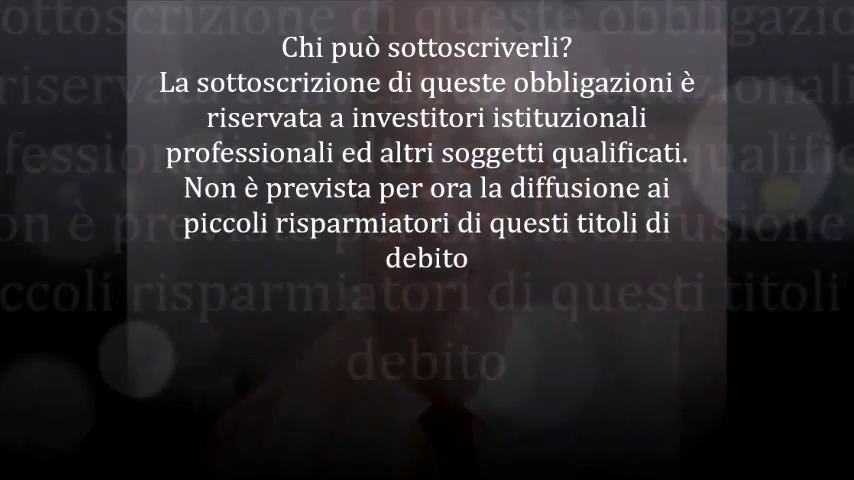 Chi può sottoscriverli?
La sottoscrizione di queste obbligazioni è
riservata a investitori istituzionali
professionali ed altri soggetti qualificati.
Non è prevista per ora la diffusione ai
piccoli risparmiatori di questi titoli di
debito